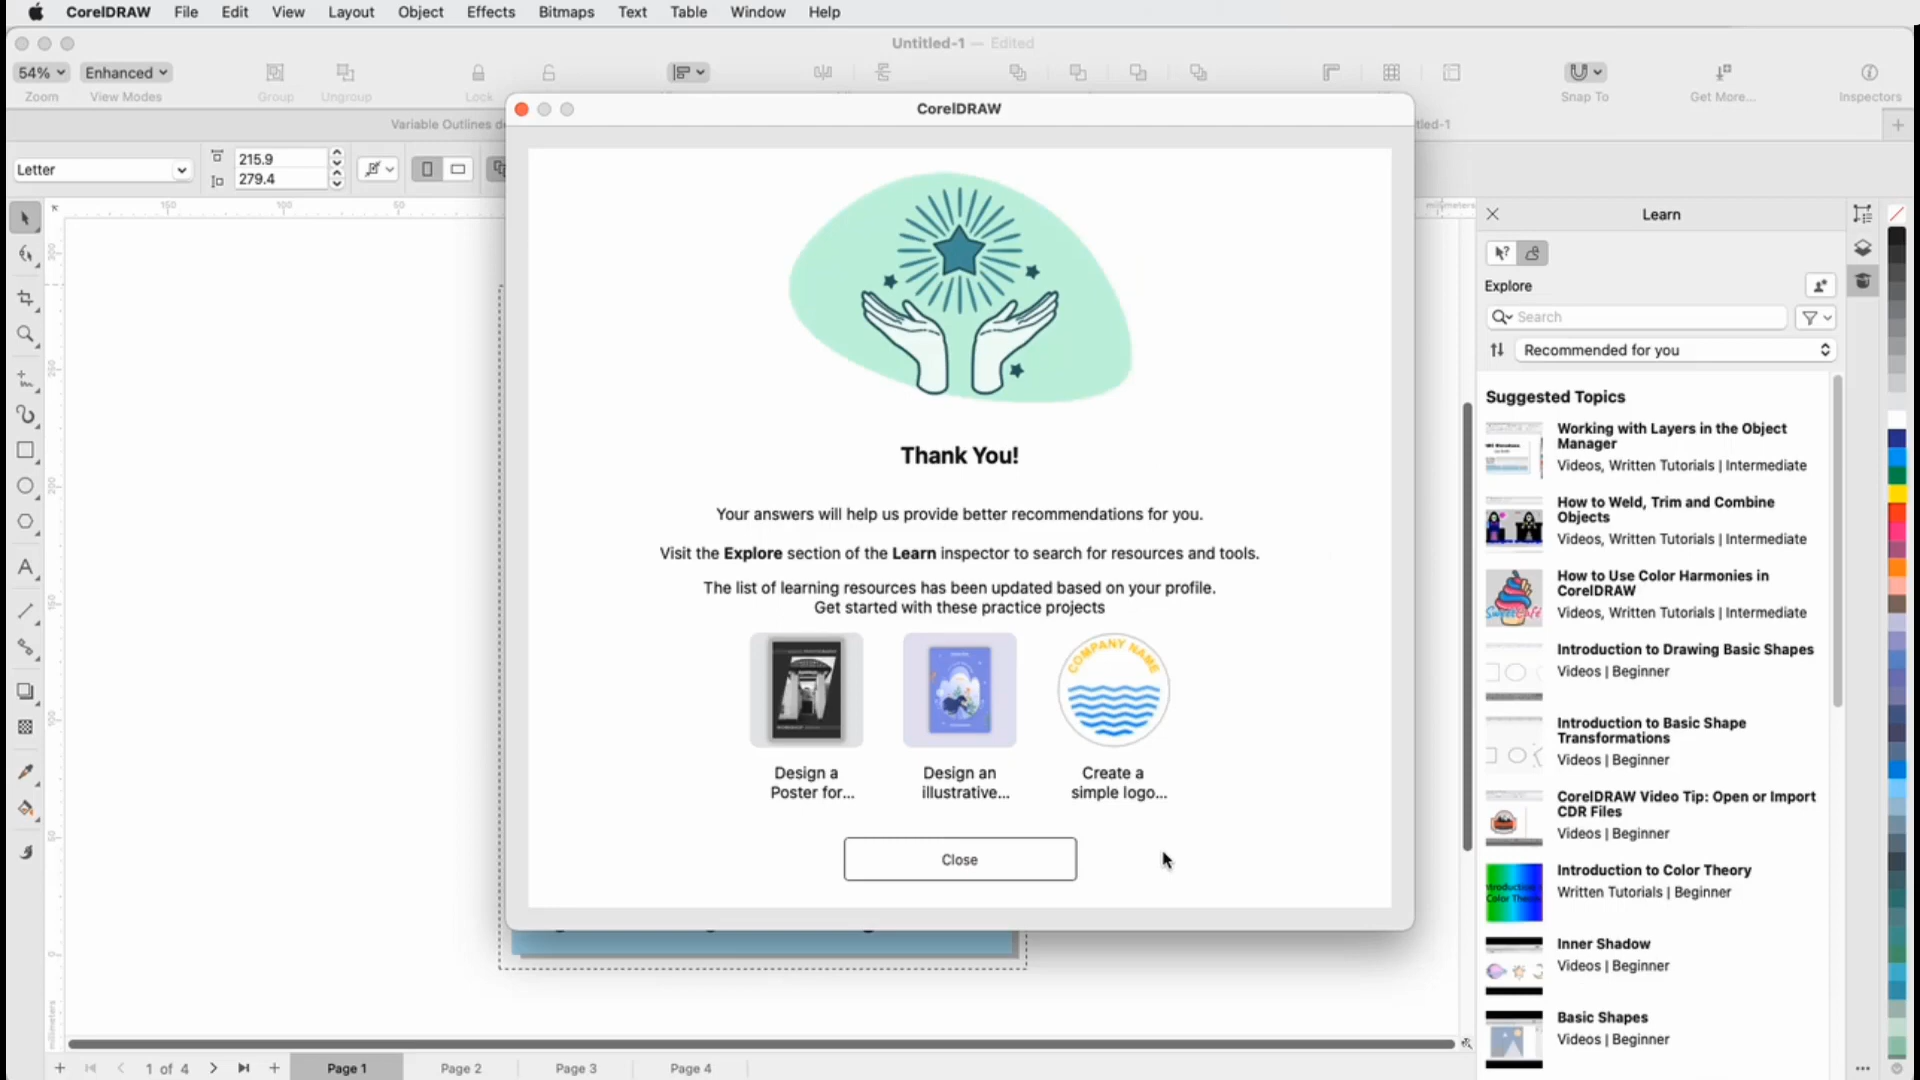 CorelDRAW File Edit View Layout Object Effects Bitmaps Text Table Window Help
Untitled-1 — Edited
54% Enhanced
Zoom View Modes Group Ungroup Lock Snap To Get More... Inspectors
CorelDRAW
Letter
215.9
279.4
150 100 50
millimeters
Thank You!
Your answers will help us provide better recommendations for you.
Visit the Explore section of the Learn inspector to search for resources and tools.
The list of learning resources has been updated based on your profile.
Get started with these practice projects
COMPANY NAME
Design a
Poster for...
Design an
illustrative...
Create a
simple logo...
Close
Learn
Explore
Search
Recommended for you
Suggested Topics
Working with Layers in the Object
Manager
Videos, Written Tutorials | Intermediate
How to Weld, Trim and Combine
Objects
Videos, Written Tutorials | Intermediate
How to Use Color Harmonies in
CorelDRAW
Videos, Written Tutorials | Intermediate
Introduction to Drawing Basic Shapes
Videos | Beginner
Introduction to Basic Shape
Transformations
Videos | Beginner
CorelDRAW Video Tip: Open or Import
CDR Files
Videos | Beginner
Introduction to Color Theory
Written Tutorials | Beginner
Inner Shadow
Videos | Beginner
Basic Shapes
Videos | Beginner
1 of 4 Page 1 Page 2 Page 3 Page 4